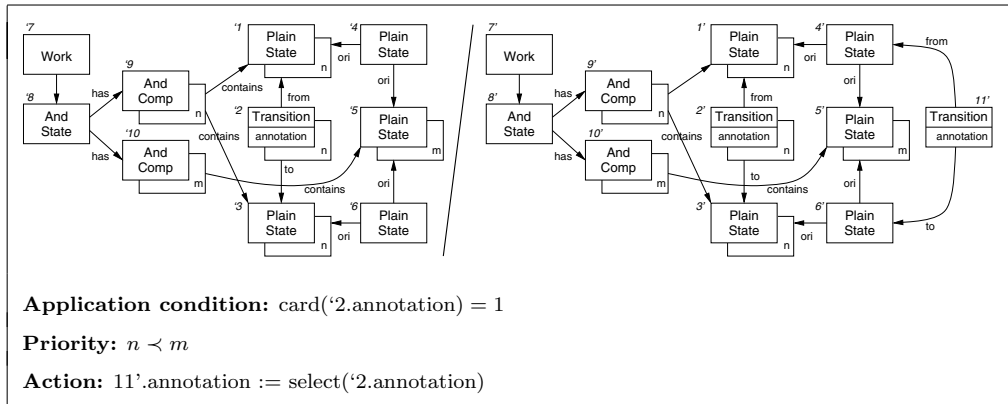 ‘7
Work
‘8
And
State
has
has
‘9
And
Comp
n
‘10
And
Comp
m
contains
contains
contains
‘1
Plain
State
n
from
‘2
Transition
annotation
n
to
‘3
Plain
State
n
‘4
Plain
State
ori
ori
‘5
Plain
State
m
ori
‘6
Plain
State
ori
7’
Work
8’
And
State
has
has
9’
And
Comp
n
10’
And
Comp
m
contains
contains
contains
1’
Plain
State
n
from
2’
Transition
annotation
n
to
3’
Plain
State
n
4’
Plain
State
ori
ori
5’
Plain
State
m
ori
6’
Plain
State
ori
from
11’
Transition
annotation
to
Application condition: card(‘2.annotation) = 1
Priority: n ≺ m
Action: 11’.annotation := select(‘2.annotation)